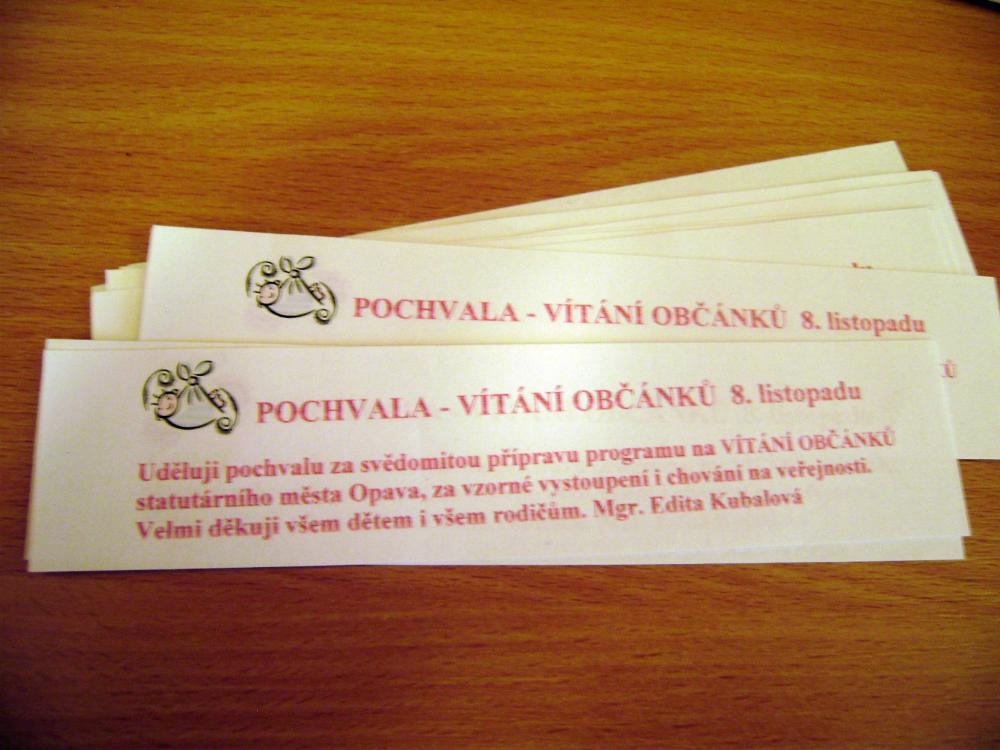 POCHVALA - VÍTÁNÍ OBČÁNKŮ 8. listopadu
POCHVALA - VÍTÁNÍ OBČÁNKŮ 8. listopadu
Uděluji pochvalu za svědomitou přípravu programu na VÍTÁNÍ OBČÁNKŮ
statutárního města Opava, za vzorné vystoupení i chování na veřejnosti.
Velmi děkuji všem dětem i všem rodičům. Mgr. Edita Kubalová